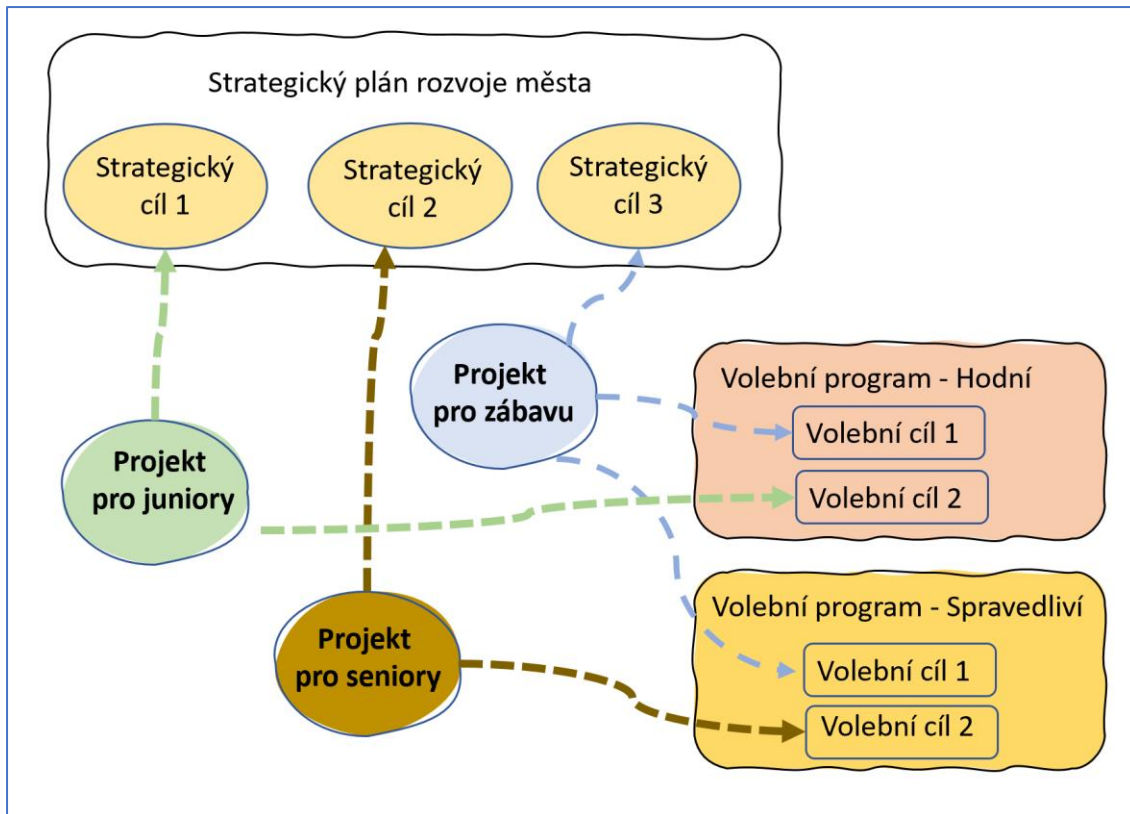 Strategický plán rozvoje města
Strategický
cíl 1
Strategický
cíl 2
Strategický
cíl 3
Projekt
pro zábavu
Projekt
pro juniory
Projekt
pro seniory
Volební program - Hodní
Volební cíl 1
Volební cíl 2
Volební program - Spravedliví
Volební cíl 1
Volební cíl 2